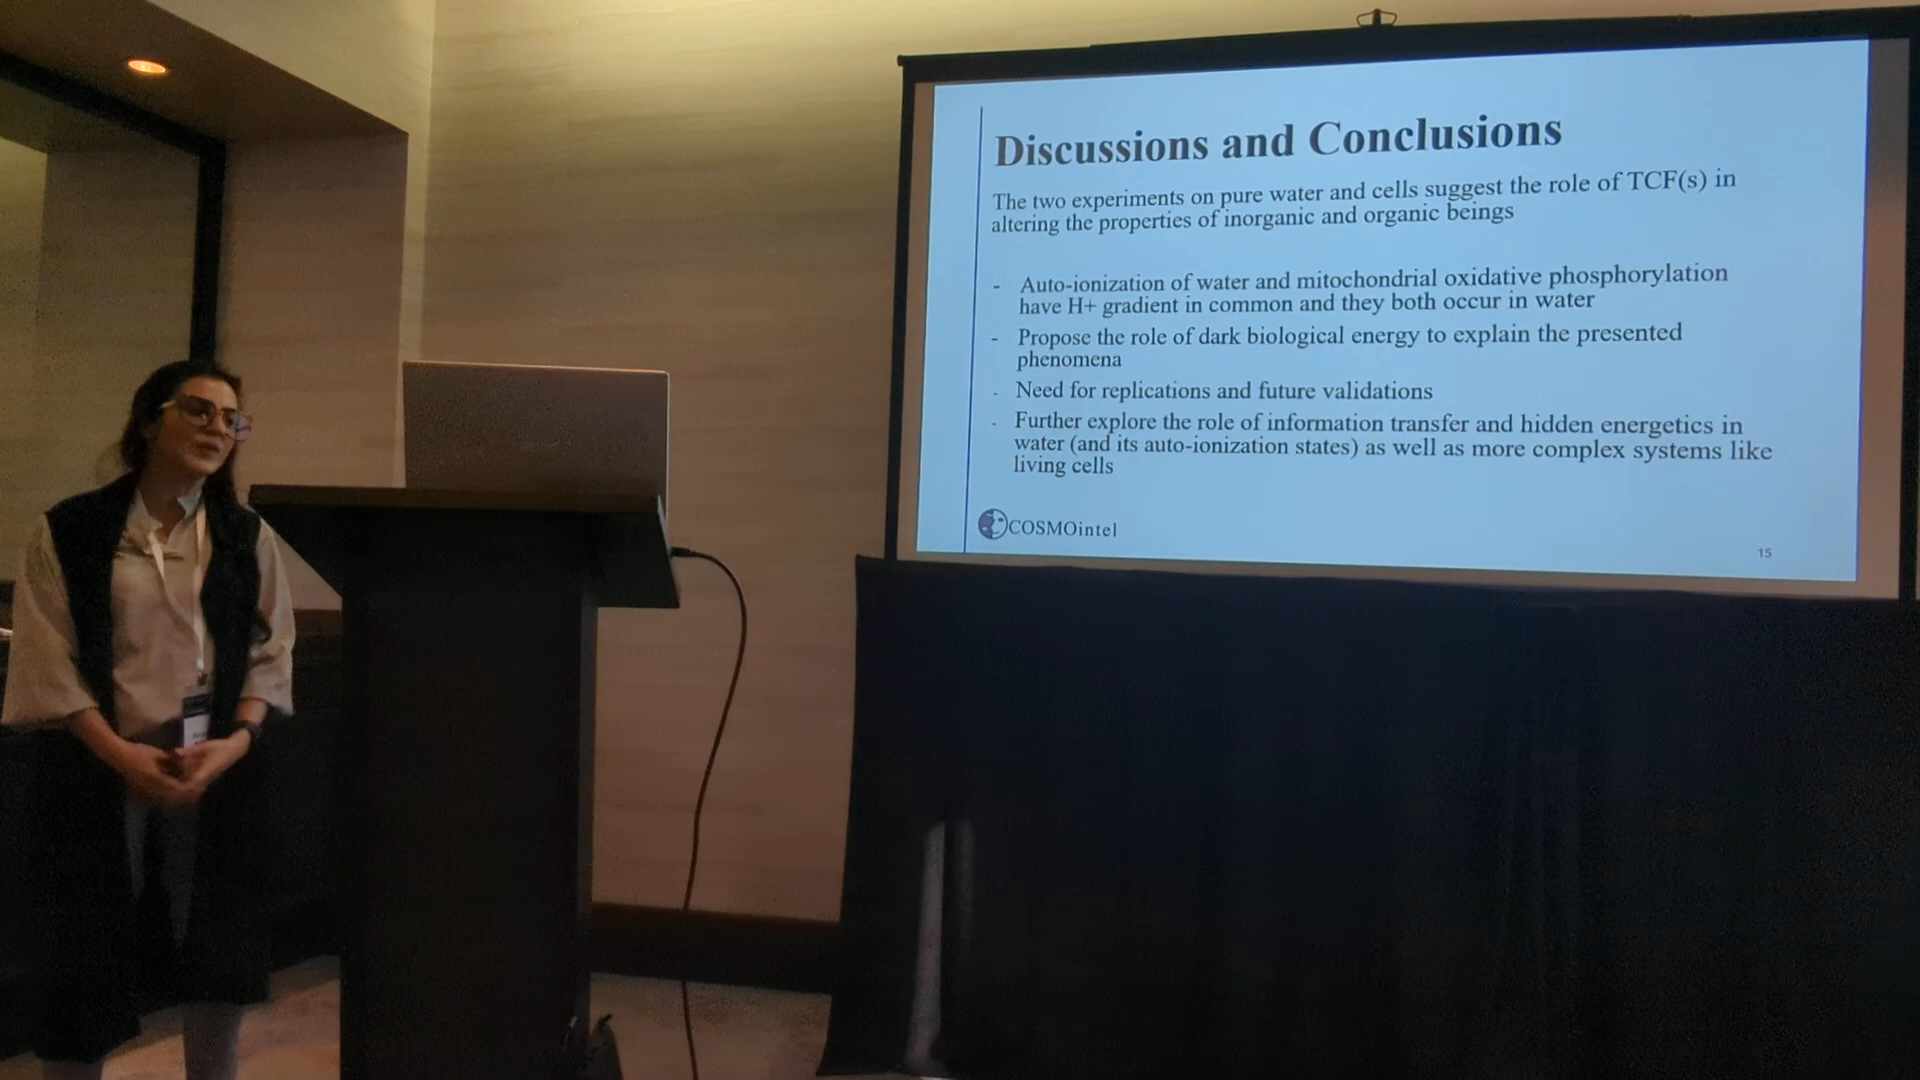 Discussions and Conclusions
The two experiments on pure water and cells suggest the role of TCF(s) in
altering the properties of inorganic and organic beings
- Auto-ionization of water and mitochondrial oxidative phosphorylation
have H+ gradient in common and they both occur in water
- Propose the role of dark biological energy to explain the presented
phenomena
- Need for replications and future validations
- Further explore the role of information transfer and hidden energetics in
water (and its auto-ionization states) as well as more complex systems like
living cells
COSMOintel
15